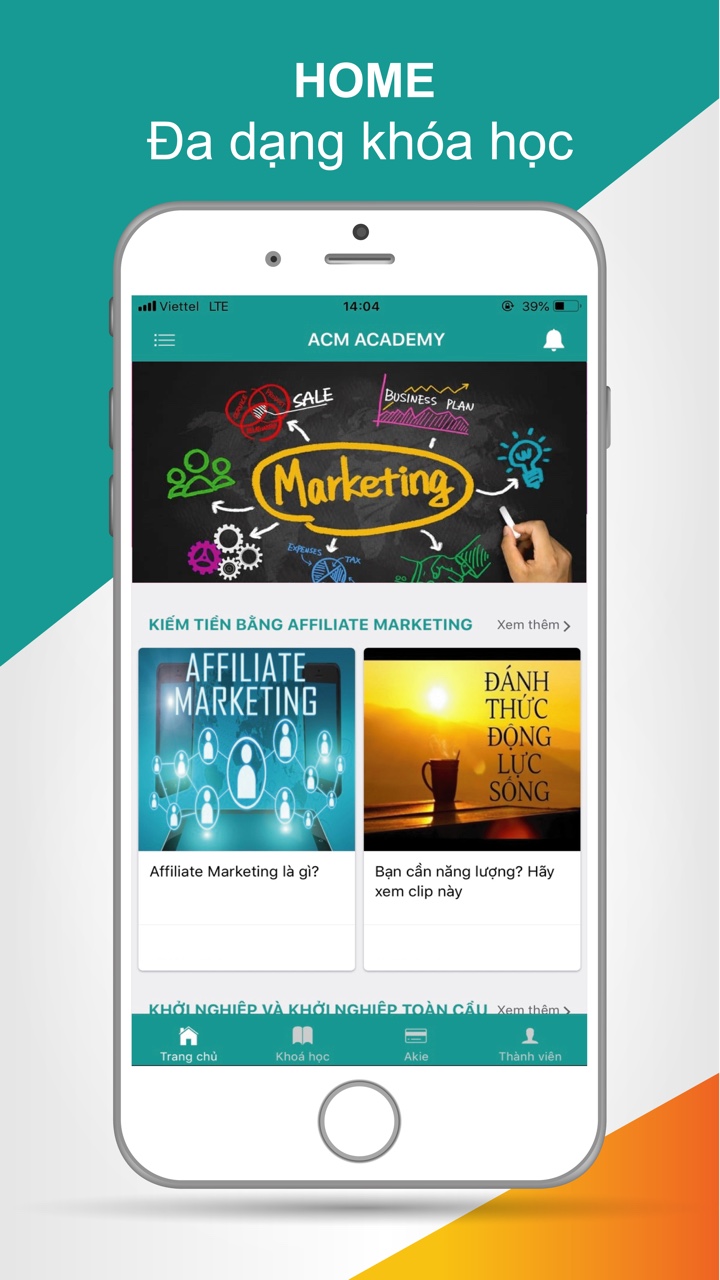 HOME
Đa dạng khóa học
Viettel LTE 14:04 39%
ACM ACADEMY
SALE
BUSINESS PLAN
Marketing
EXPENSES
TAX
KIẾM TIỀN BẰNG AFFILIATE MARKETING Xem thêm
AFFILIATE
MARKETING
ĐÁNH
THỨC
ĐỘNG
LỰC
SỐNG
Affiliate Marketing là gì?
Bạn cần năng lượng? Hãy
xem clip này
KHỞI NGHIỆP VÀ KHỞI NGHIỆP TOÀN CẦU Xem thêm
Trang chủ Khoá học Akie Thành viên